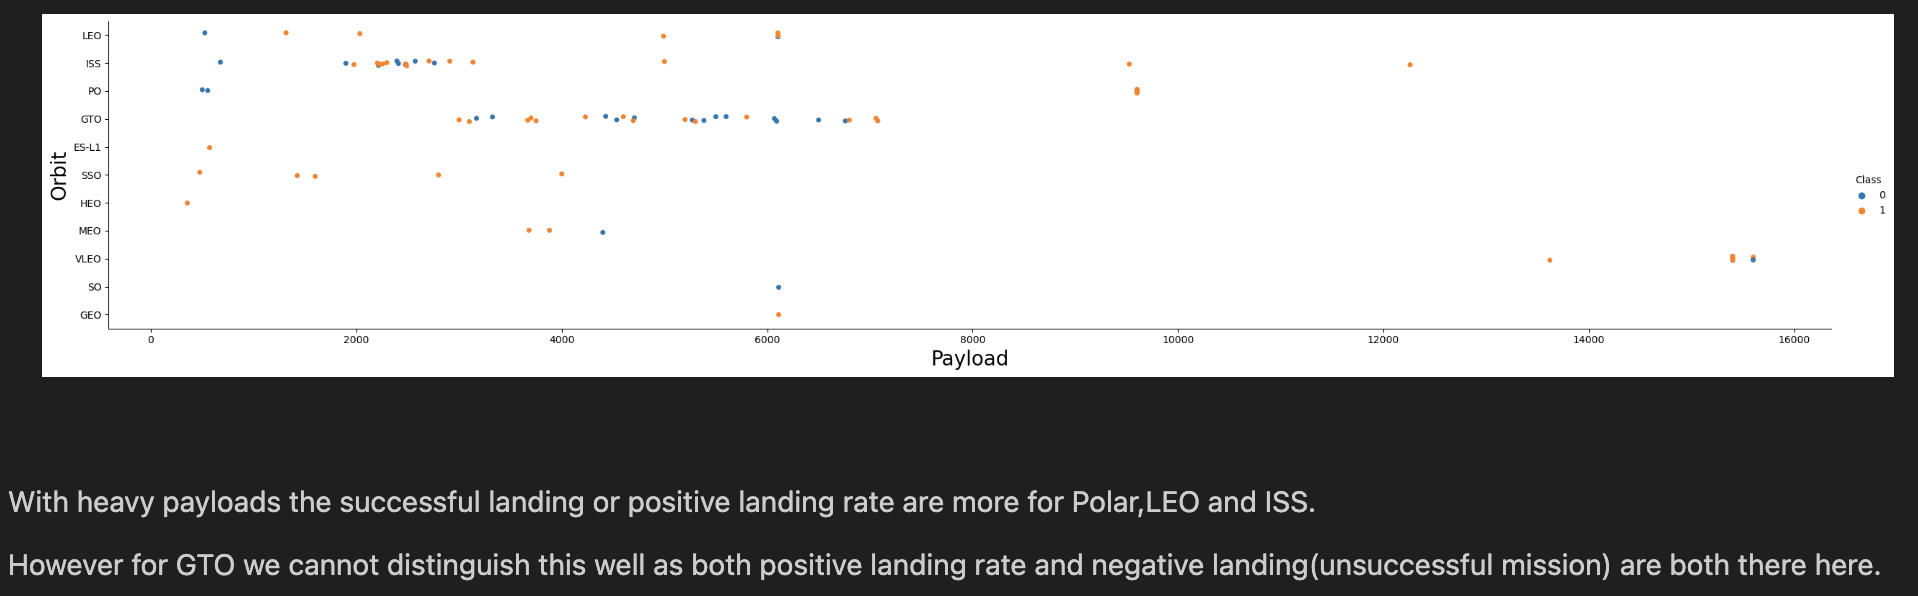 LEO
ISS
PO
GTO
ES-L1
SSO
HEO
MEO
VLEO
SO
GEO
Orbit
0 2000 4000 6000 8000 10000 12000 14000 16000
Payload
Class
0
1
With heavy payloads the successful landing or positive landing rate are more for Polar,LEO and ISS.
However for GTO we cannot distinguish this well as both positive landing rate and negative landing(unsuccessful mission) are both there here.